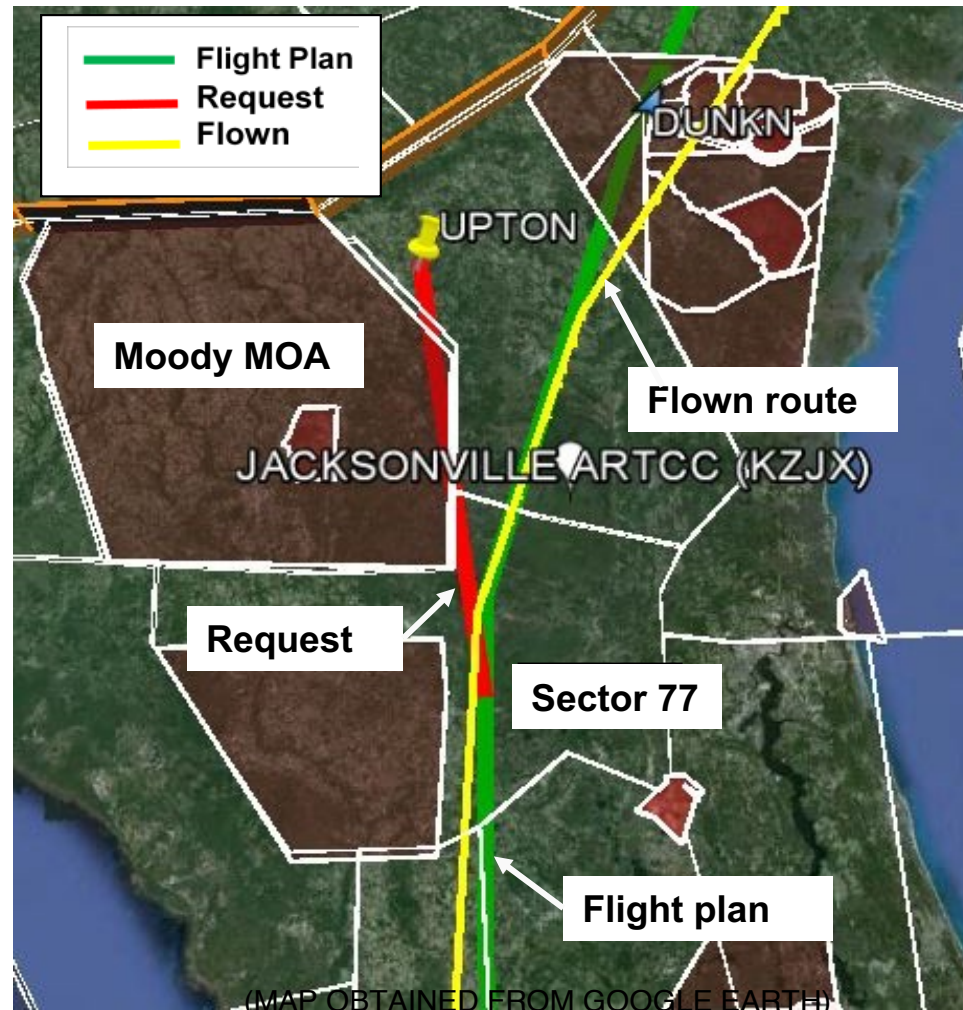 Flight Plan
Request
Flown
DUNKN
UPTON
Moody MOA
Flown route
JACKSONVILLE ARTCC (KZJX)
Request
Sector 77
Flight plan
(MAP OBTAINED FROM GOOGLE EARTH)